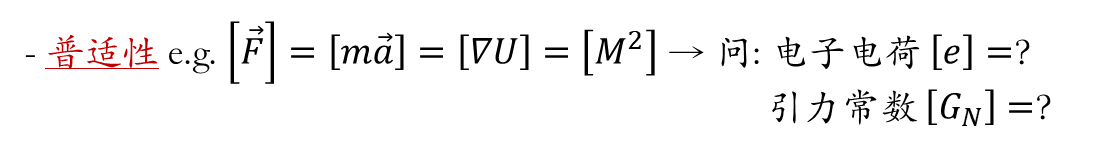 - 普适性 e.g. [F⃗] = [ma⃗] = [∇U] = [M²] → 问: 电子电荷 [e] =?
引力常数 [G_N] =?